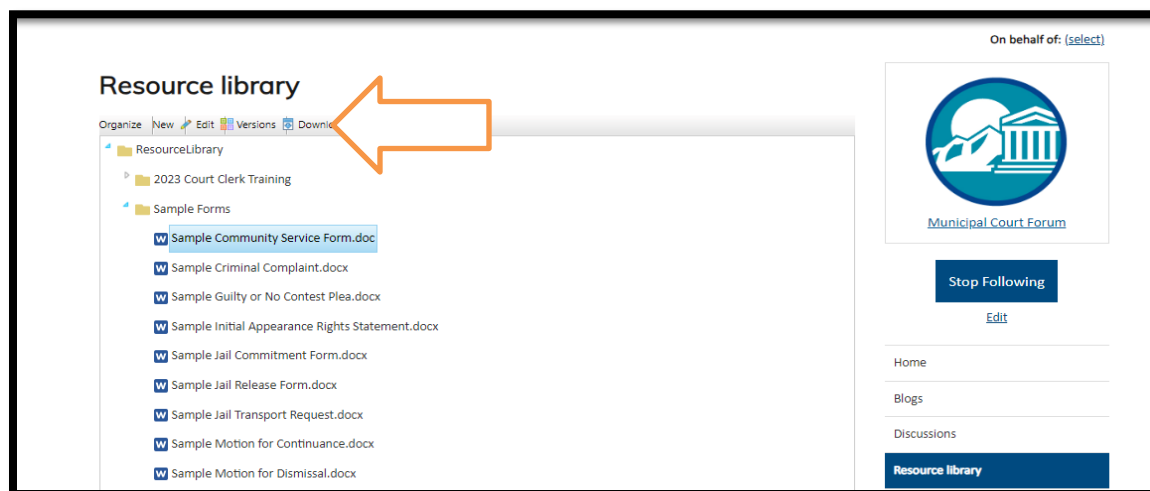 On behalf of: (select)
Resource library
Organize New Edit Versions
ResourceLibrary
2023 Court Clerk Training
Sample Forms
Sample Community Service Form.doc
Sample Criminal Complaint.docx
Sample Guilty or No Contest Plea.docx
Sample Initial Appearance Rights Statement.docx
Sample Jail Commitment Form.docx
Sample Jail Release Form.docx
Sample Jail Transport Request.docx
Sample Motion for Continuance.docx
Sample Motion for Dismissal.docx
Municipal Court Forum
Stop Following
Edit
Home
Blogs
Discussions
Resource library